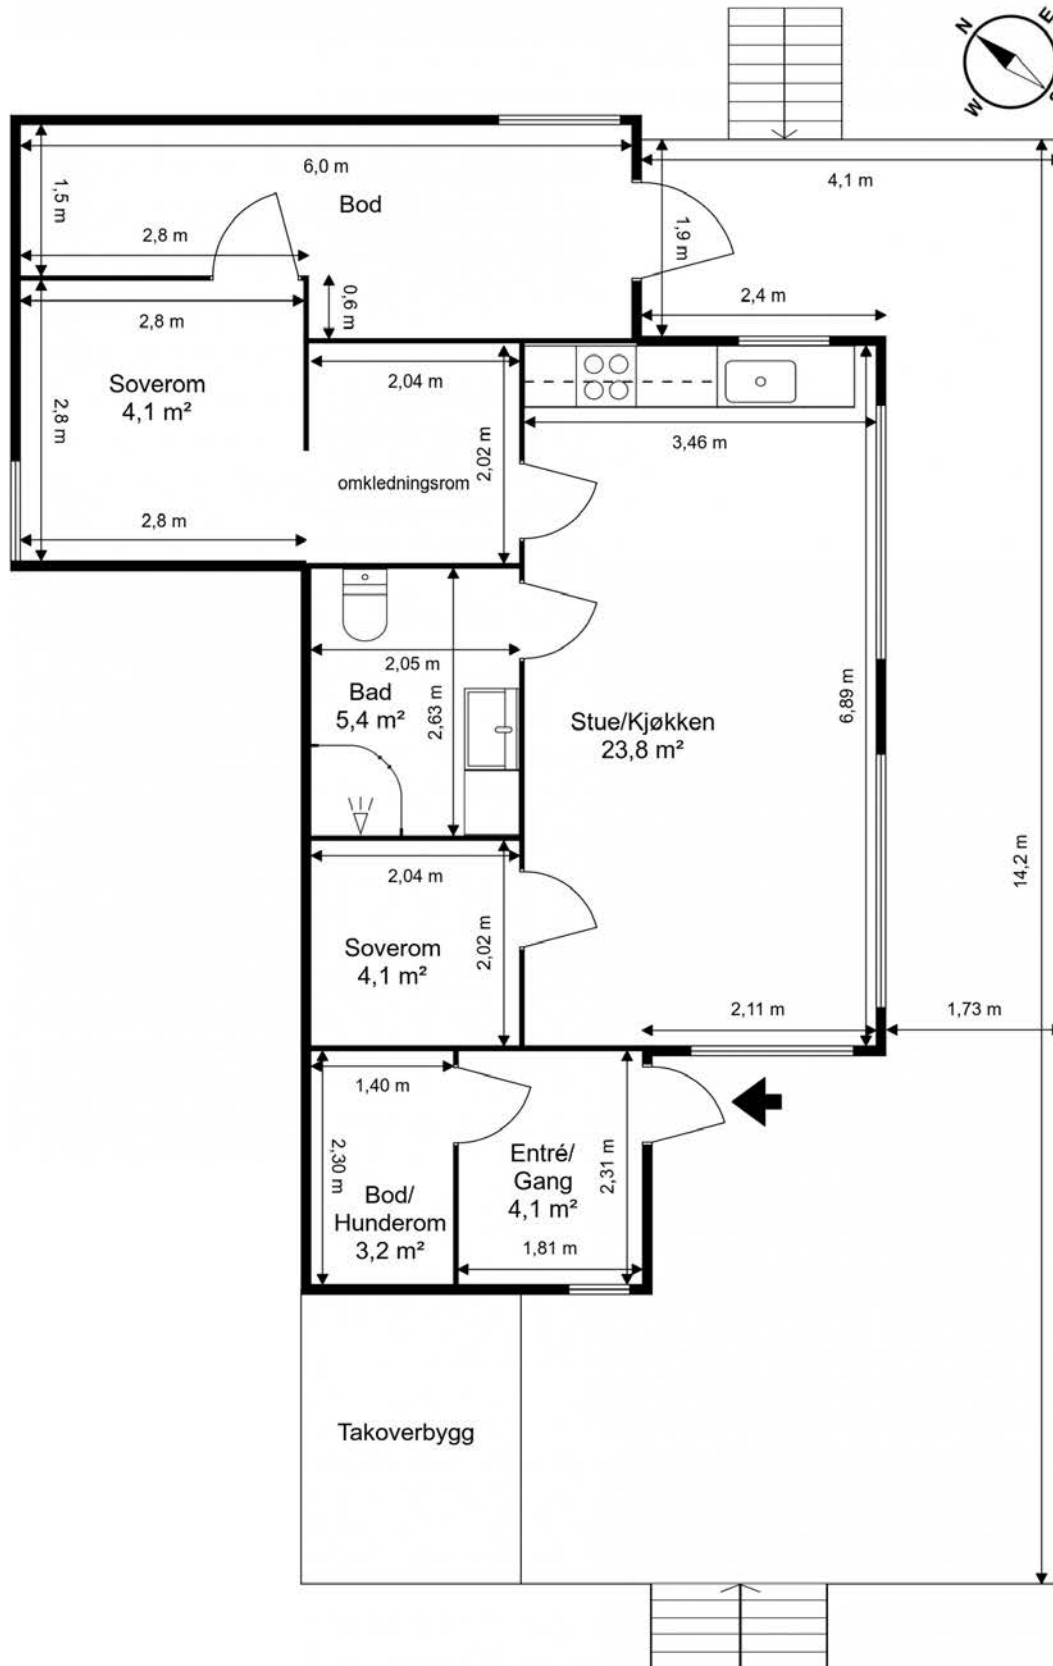 N
E
W
6,0 m
4,1 m
1,5 m
Bod
1,9 m
2,8 m
0,6 m
2,4 m
2,8 m
2,04 m
Soverom
4,1 m²
2,8 m
3,46 m
2,02 m
omkledningsrom
2,8 m
2,05 m
Bad
5,4 m²
2,63 m
6,89 m
Stue/Kjøkken
23,8 m²
14,2 m
2,04 m
2,02 m
Soverom
4,1 m²
2,11 m
1,73 m
1,40 m
2,30 m
Entré/
Gang
4,1 m²
2,31 m
Bod/
Hunderom
3,2 m²
1,81 m
Takoverbygg